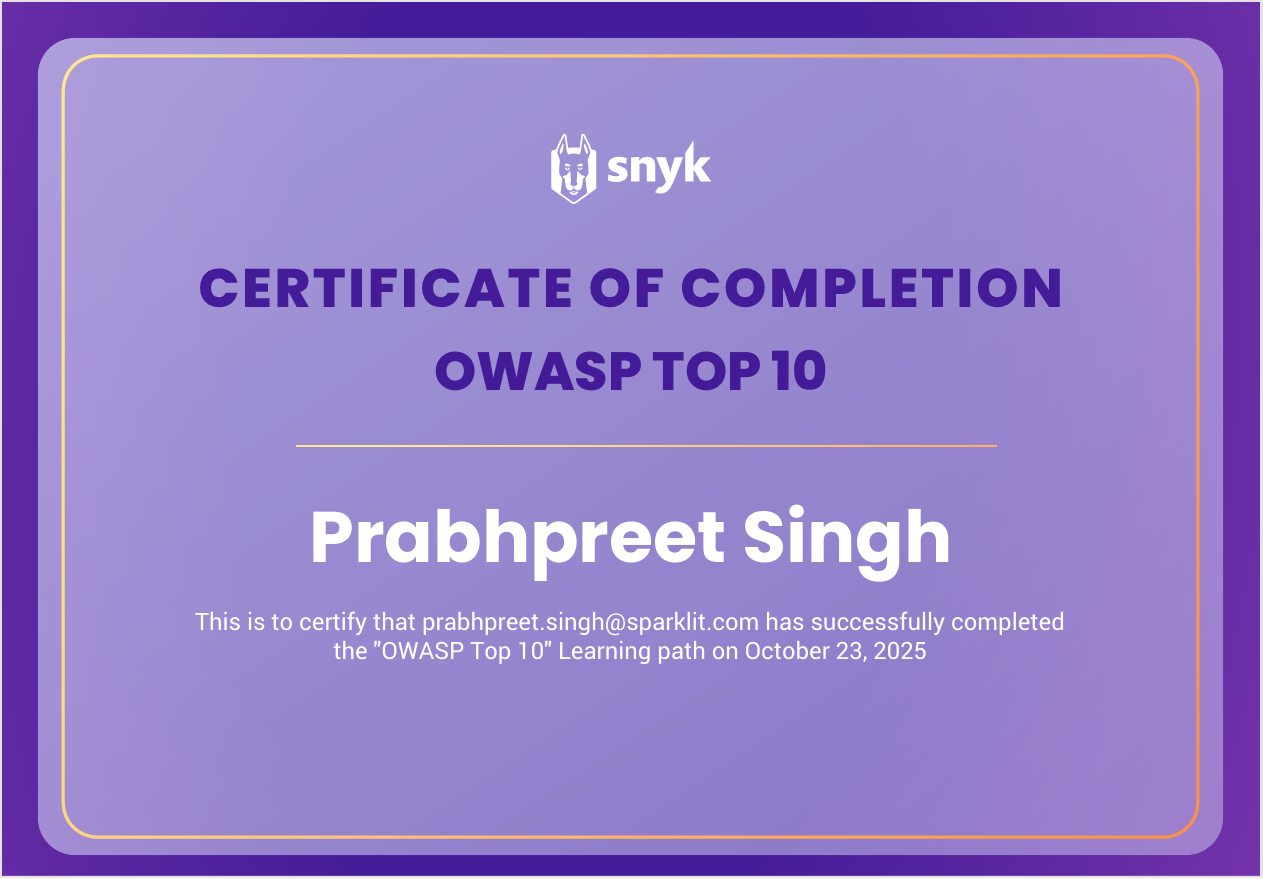 snyk
CERTIFICATE OF COMPLETION
OWASP TOP 10
Prabhpreet Singh
This is to certify that prabhpreet.singh@sparklit.com has successfully completed
the "OWASP Top 10" Learning path on October 23, 2025